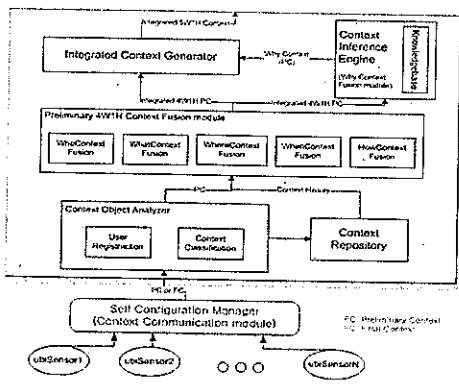 Integrated 5W1H Context
Integrated Context Generator
Why Context
(PC)
Context
Inference
Engine
(Why Context
Fusion module)
Knowledgebase
Integrated 4W1H PC
Integrated 4W1H PC
Preliminary 4W1H Context Fusion module
WhoContext
Fusion
WhatContext
Fusion
WhereContext
Fusion
WhenContext
Fusion
HowContext
Fusion
PC
Context History
Context Object Analyzer
User
Registration
Context
Classification
Context
Repository
PC or FC
Self Configuration Manager
(Context Communication module)
PC: Preliminary Context
FC: Final Context
ubiSensor1
ubiSensor2
ubiSensorN